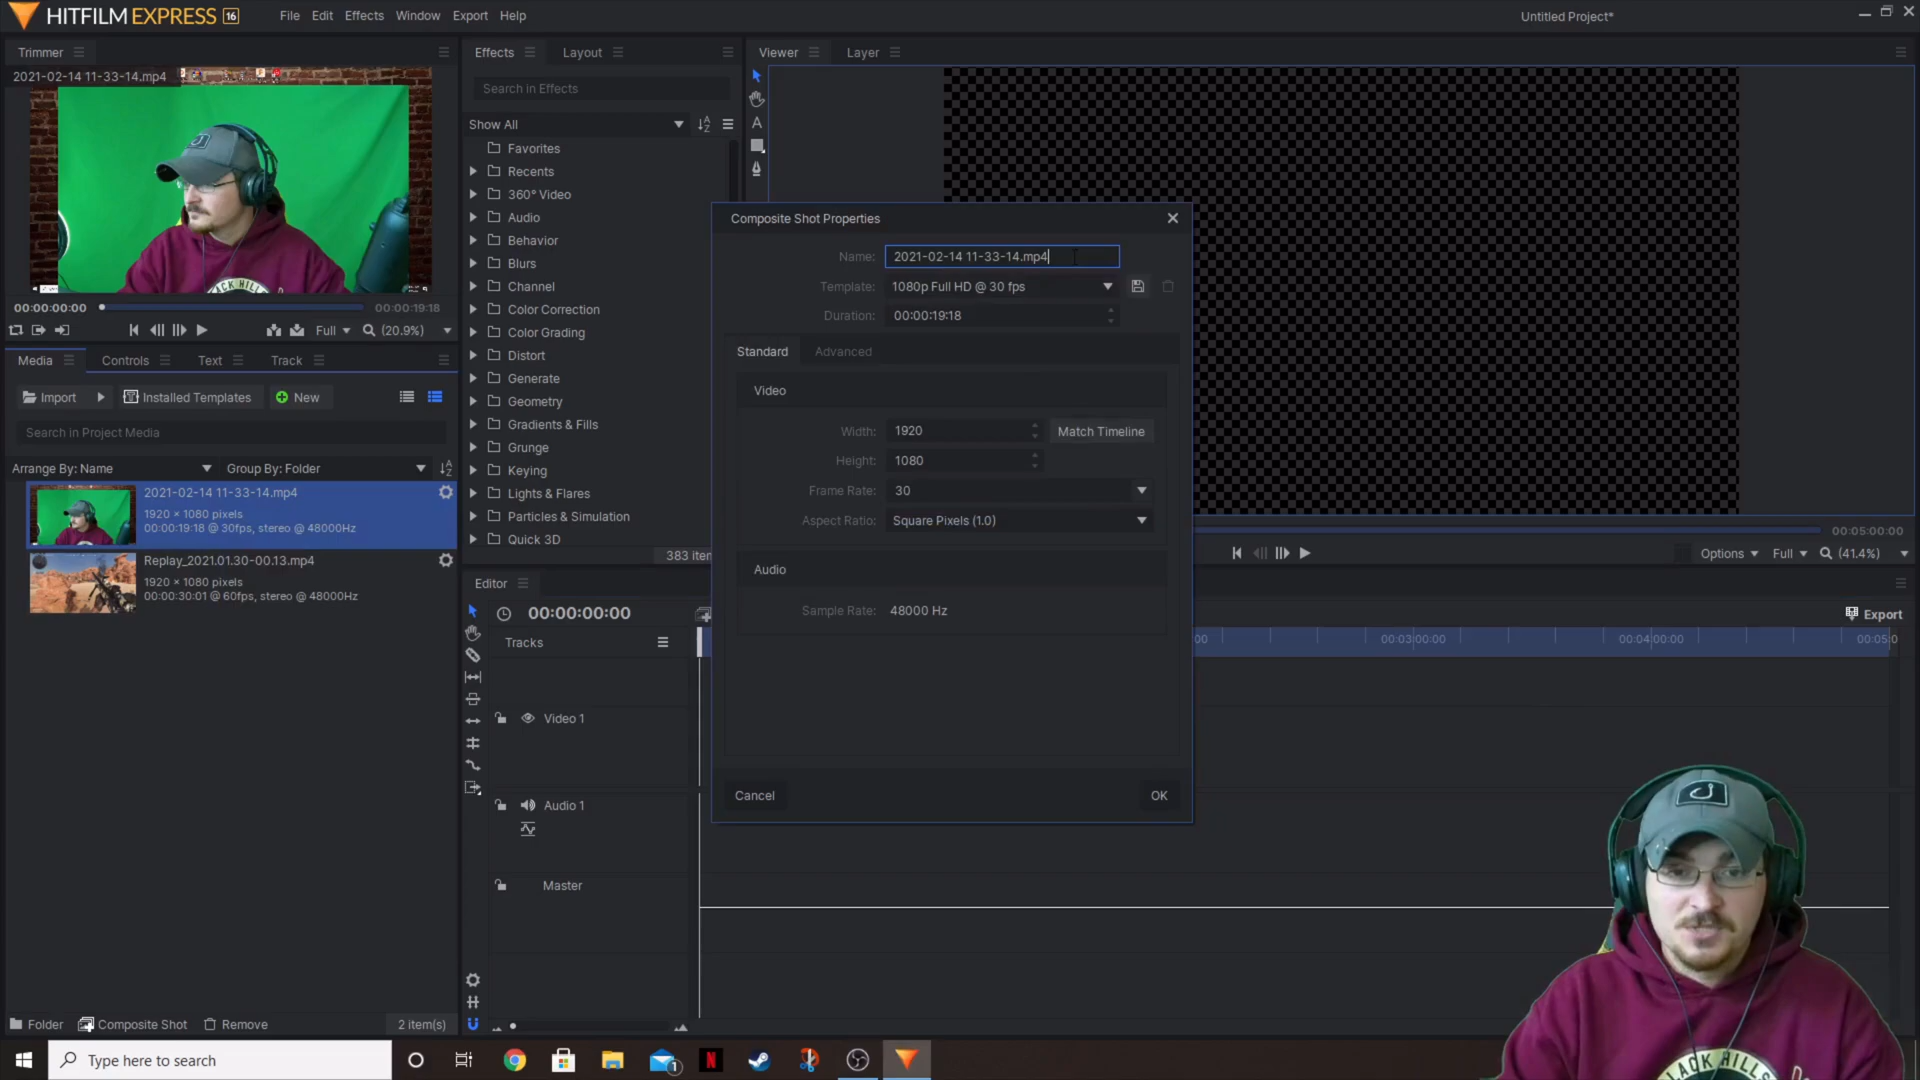 HITFILM EXPRESS 16
File Edit Effects Window Export Help
Untitled Project*
Trimmer
2021-02-14 11-33-14.mp4
00:00:00:00
00:00:19:18
Full
(20.9%)
Media Controls Text Track
Import
Installed Templates
New
Search in Project Media
Arrange By: Name
Group By: Folder
2021-02-14 11-33-14.mp4
1920 × 1080 pixels
00:00:19:18 @ 30fps, stereo @ 48000Hz
Replay_2021.01.30-00.13.mp4
1920 × 1080 pixels
00:00:30:01 @ 60fps, stereo @ 48000Hz
Folder
Composite Shot
Remove
2 item(s)
Effects Layout
Search in Effects
Show All
Favorites
Recents
360° Video
Audio
Behavior
Blurs
Channel
Color Correction
Color Grading
Distort
Generate
Geometry
Gradients & Fills
Grunge
Keying
Lights & Flares
Particles & Simulation
Quick 3D
383 iter
Viewer Layer
A
00:05:00:00
Options
Full
(41.4%)
Composite Shot Properties
Name: 2021-02-14 11-33-14.mp4
Template: 1080p Full HD @ 30 fps
Duration: 00:00:19:18
Standard Advanced
Video
Width: 1920
Match Timeline
Height: 1080
Frame Rate: 30
Aspect Ratio: Square Pixels (1.0)
Audio
Sample Rate: 48000 Hz
Cancel
OK
Editor
00:00:00:00
Export
Tracks
00
00:03:00:00
00:04:00:00
00:05:0
Video 1
Audio 1
Master
Type here to search
1
LACK HILLS